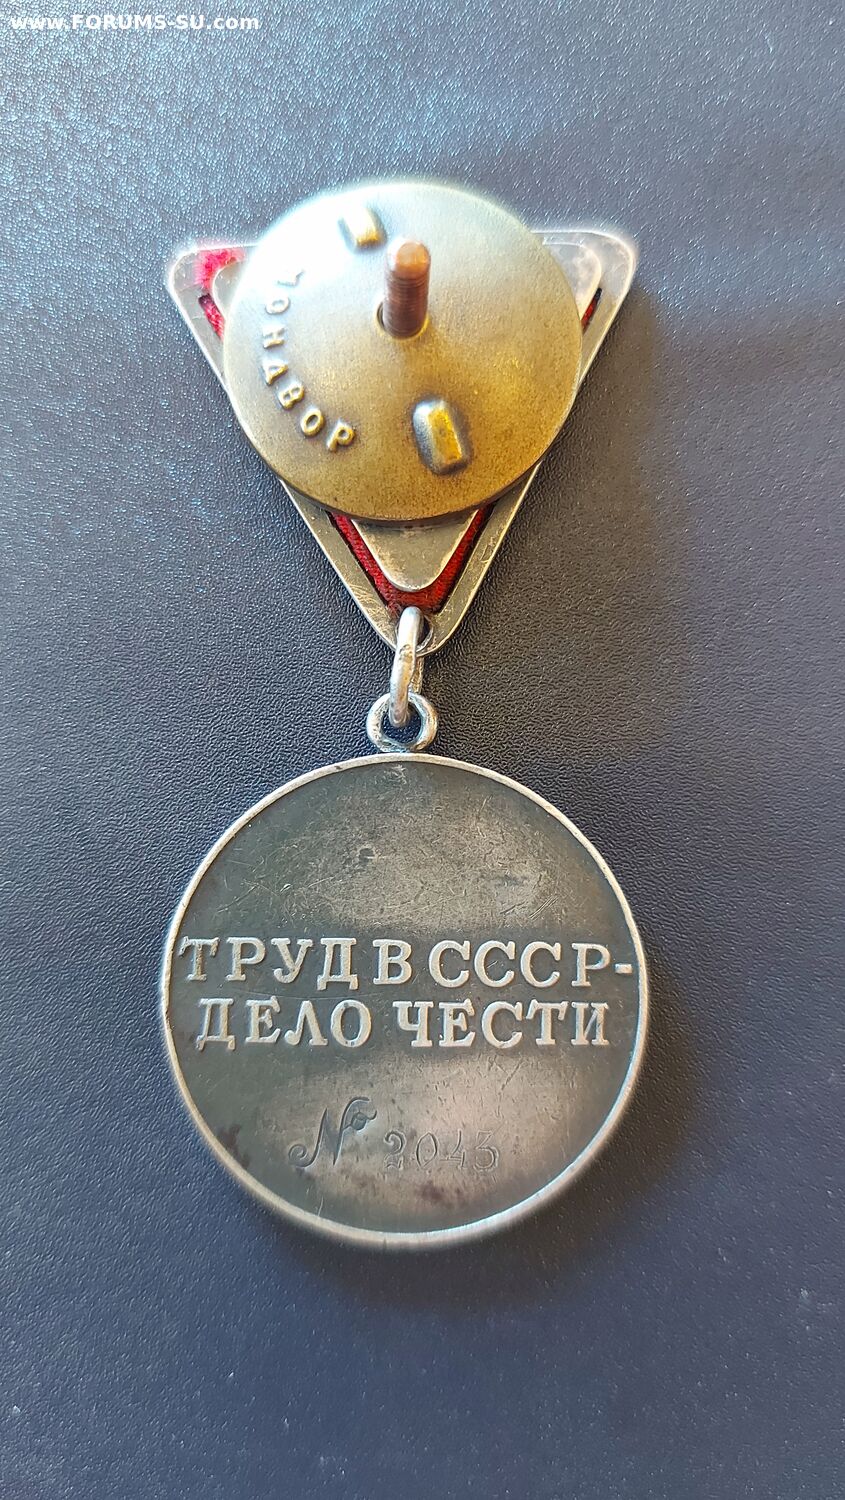 www.FORUMS-SU.com
МОНДВОР
ТРУД В СССР-
ДЕЛО ЧЕСТИ
№ 2043